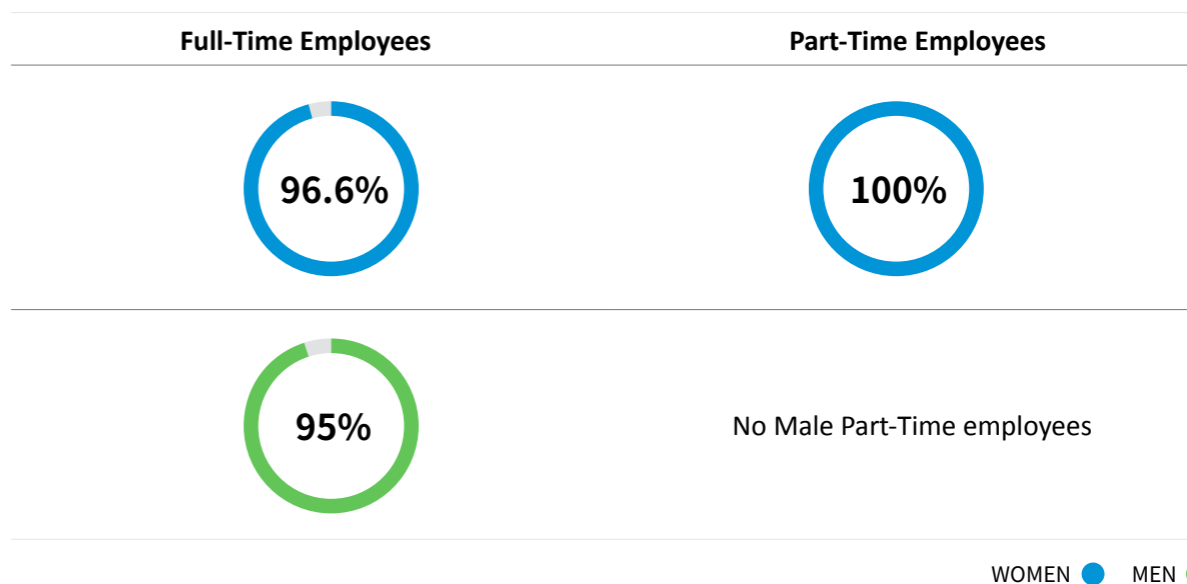 Full-Time Employees Part-Time Employees
96.6% 100%
95% No Male Part-Time employees
WOMEN MEN